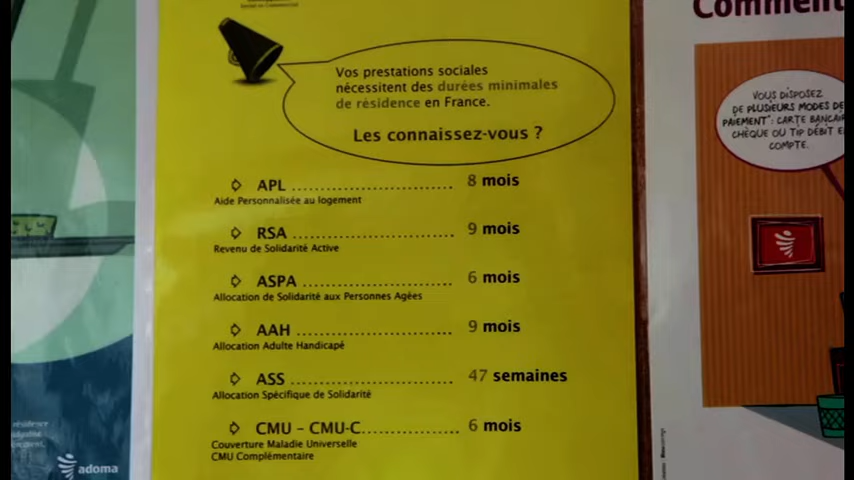 Vos prestations sociales
nécessitent des durées minimales
de résidence en France.
Les connaissez-vous ?
APL .................................... 8 mois
Aide Personnalisée au logement
RSA .................................... 9 mois
Revenu de Solidarité Active
ASPA .................................... 6 mois
Allocation de Solidarité aux Personnes Agées
AAH .................................... 9 mois
Allocation Adulte Handicapé
ASS .................................... 47 semaines
Allocation Spécifique de Solidarité
CMU – CMU-C...................... 6 mois
Couverture Maladie Universelle
CMU Complémentaire
Comment
VOUS DISPOSEZ
DE PLUSIEURS MODES DE
PAIEMENT* : CARTE BANCAIR
CHÈQUE OU TIP DÉBIT E
COMPTE.
adoma